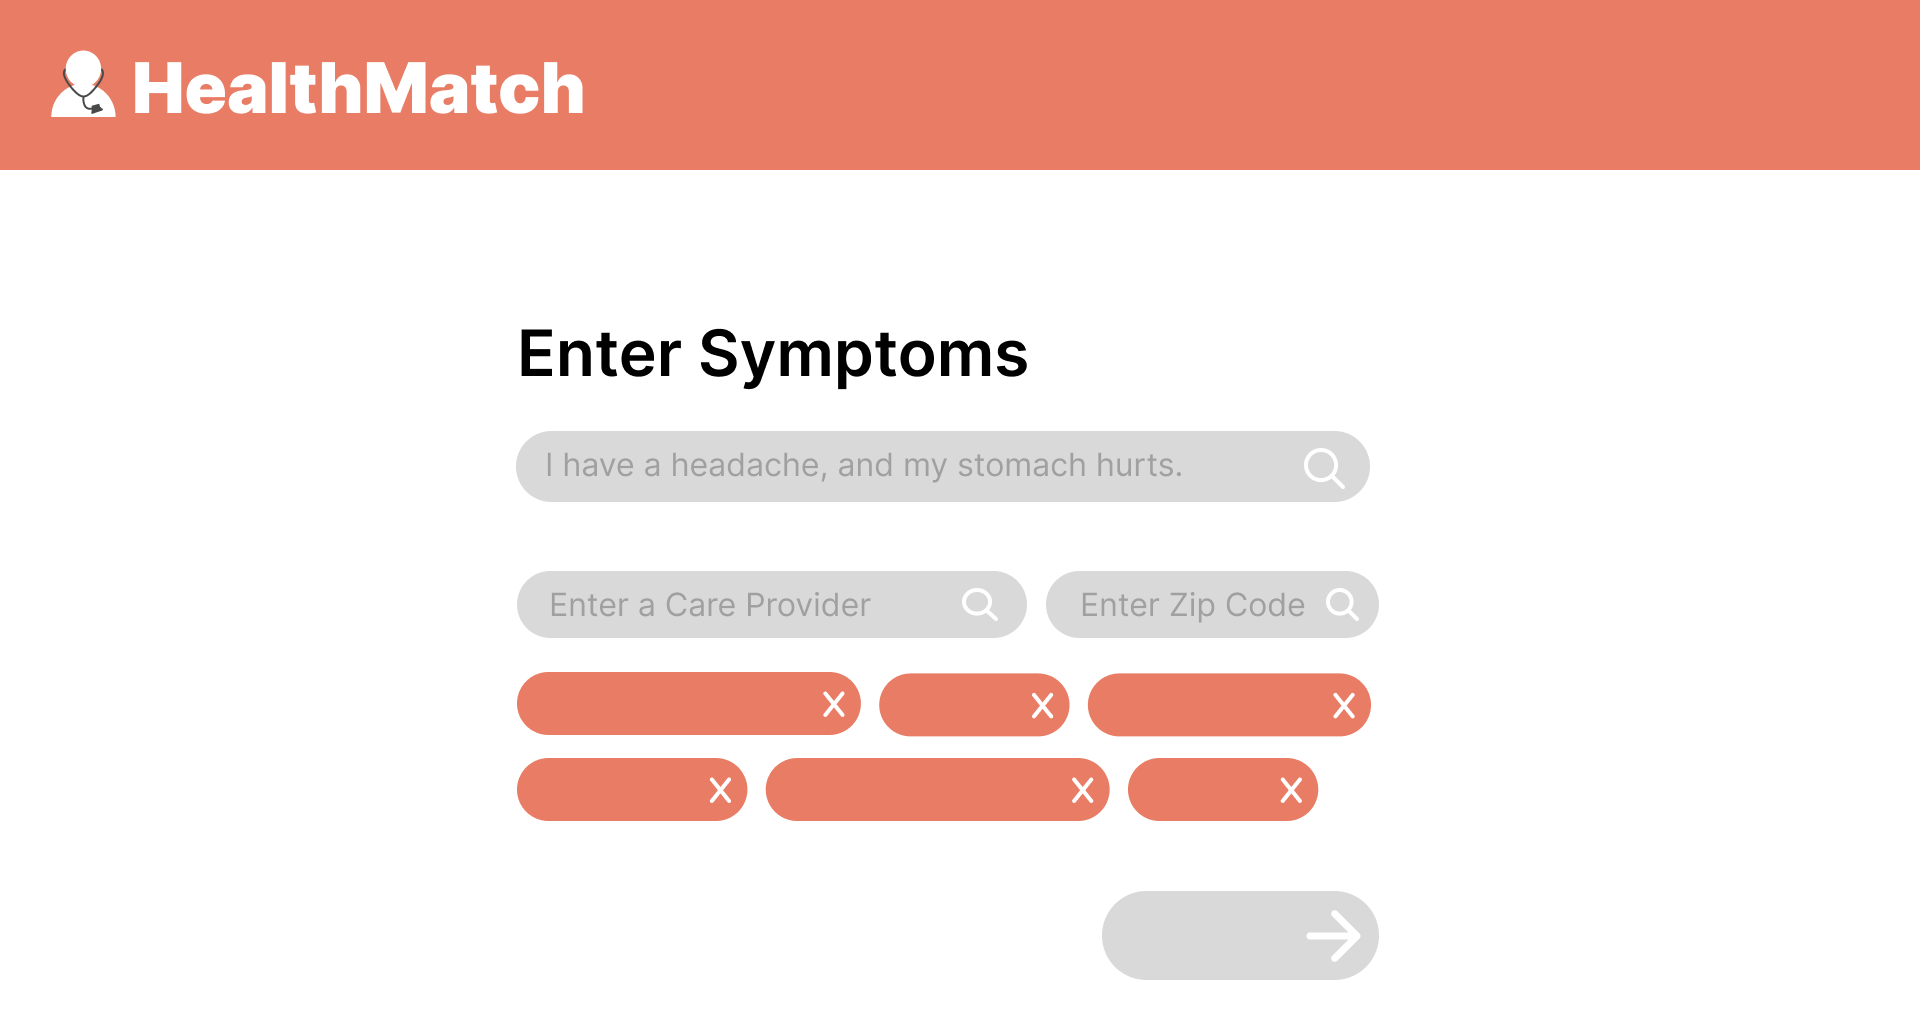 HealthMatch
Enter Symptoms
I have a headache, and my stomach hurts.
Enter a Care Provider
Enter Zip Code